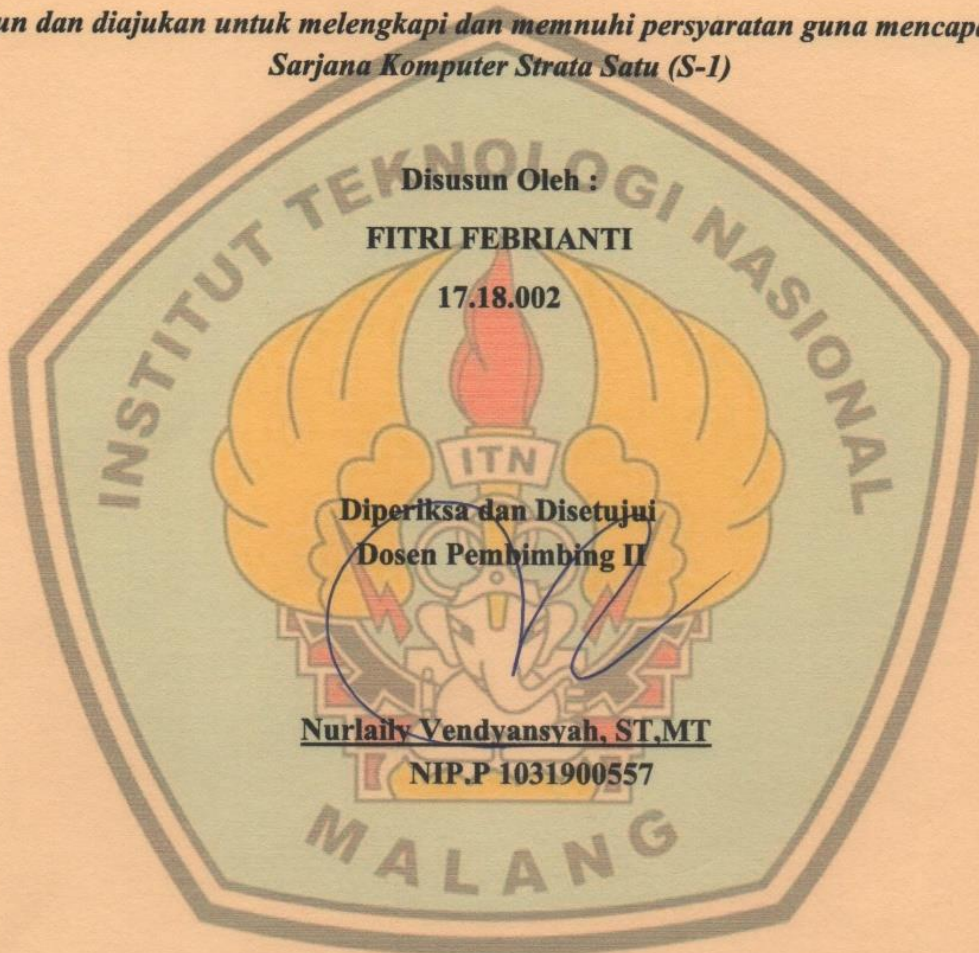 un dan diajukan untuk melengkapi dan memnuhi persyaratan guna mencapa
Sarjana Komputer Strata Satu (S-1)
INSTITUT TEKNOLOGI NASIONAL
Disusun Oleh :
FITRI FEBRIANTI
17.18.002
ITN
Diperiksa dan Disetujui
Dosen Pembimbing II
Nurlaily Vendyansyah, ST,MT
NIP.P 1031900557
MALANG